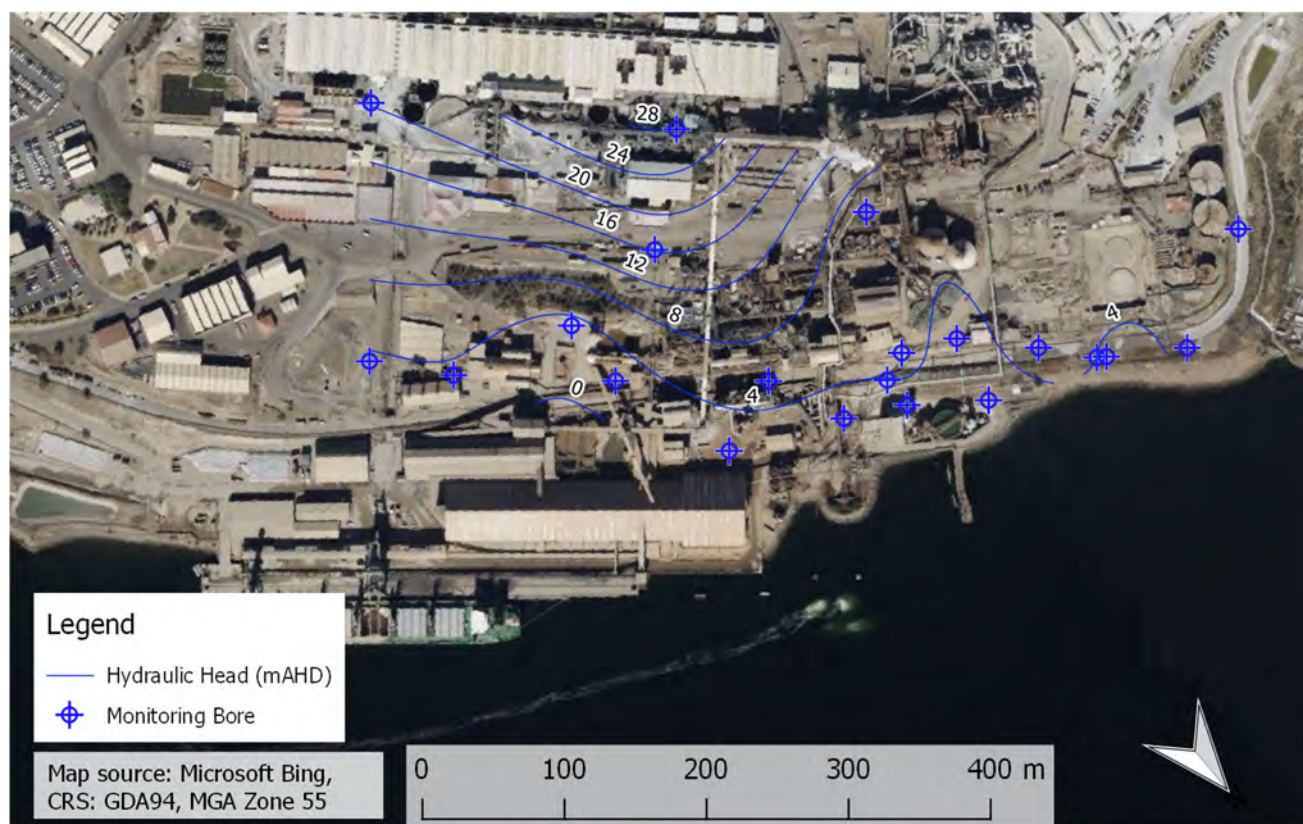 28
24
20
16
12
8
4
0
4
Legend
Hydraulic Head (mAHD)
Monitoring Bore
Map source: Microsoft Bing,
CRS: GDA94, MGA Zone 55
0 100 200 300 400 m